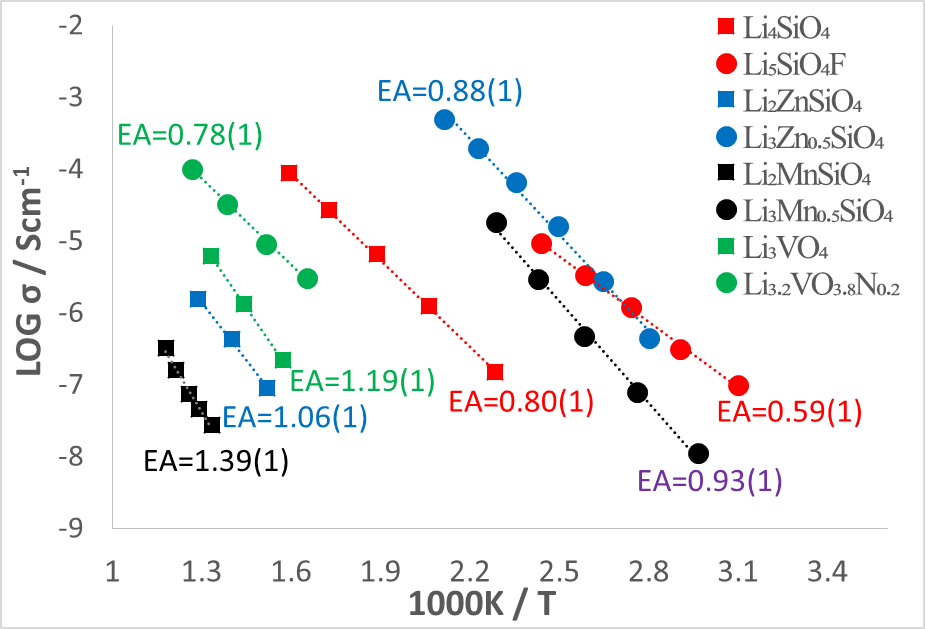 -2
-3
-4
-5
-6
-7
-8
-9
LOG σ / Scm⁻¹
1 1.3 1.6 1.9 2.2 2.5 2.8 3.1 3.4
1000K / T
EA=0.88(1)
EA=0.78(1)
EA=1.19(1)
EA=0.80(1)
EA=0.59(1)
EA=1.06(1)
EA=1.39(1)
EA=0.93(1)
Li₄SiO₄
Li₅SiO₄F
Li₂ZnSiO₄
Li₃Zn₀.₅SiO₄
Li₂MnSiO₄
Li₃Mn₀.₅SiO₄
Li₃VO₄
Li₃.₂VO₃.₈N₀.₂